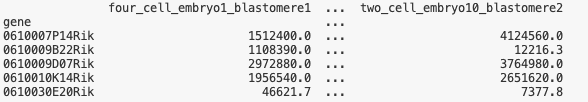 four_cell_embryo1_blastomere1 ... two_cell_embryo10_blastomere2
gene ...
0610007P14Rik 1512400.0 ... 4124560.0
0610009B22Rik 1108390.0 ... 12216.3
0610009D07Rik 2972880.0 ... 3764980.0
0610010K14Rik 1956540.0 ... 2651620.0
0610030E20Rik 46621.7 ... 7377.8